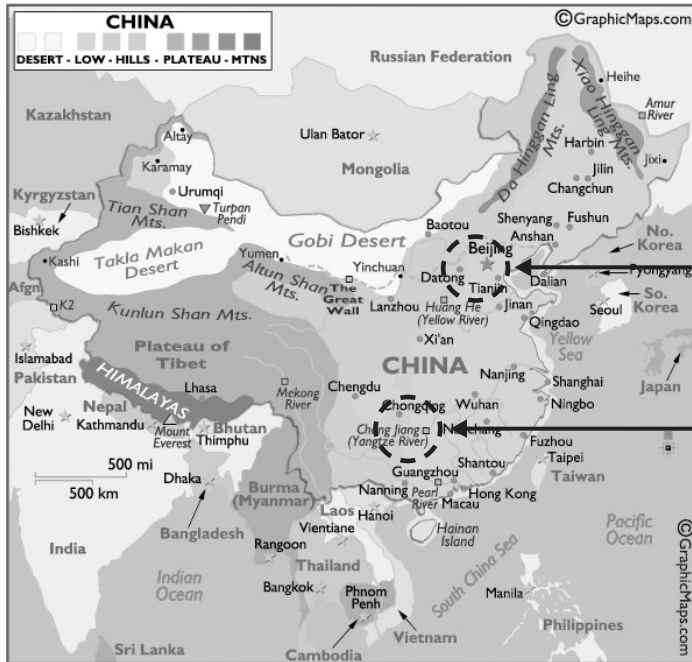 CHINA
DESERT - LOW - HILLS - PLATEAU - MTNS
©GraphicMaps.com
Russian Federation
Kazakhstan
Ulan Bator
Mongolia
Da Hinggan Ling
Mts.
Xiao Hinggan
Ling Mts.
Heihe
Amur
River
Harbin
Jixi
Jilin
Changchun
Altay
Karamay
Urumqi
Kyrgyzstan
Bishkek
Tian Shan
Mts.
Turpan
Pendi
Baotou
Shenyang
Fushun
Anshan
Gobi Desert
Beijing
No.
Korea
Kashi
Takla Makan
Desert
Yumen
Yinchuan
Datong
Tianjin
Dalian
Pyongyang
Afgn
Altun Shan
Mts.
The
Great
Wall
K2
Kunlun Shan Mts.
Lanzhou
Huang He
(Yellow River)
Jinan
So.
Korea
Seoul
Qingdao
Xi'an
Yellow
Sea
Islamabad
Pakistan
Plateau of
Tibet
CHINA
Japan
HIMALAYAS
Lhasa
Mekong
River
Chengdu
Nanjing
Shanghai
Chongqing
Wuhan
Ningbo
New
Delhi
Nepal
Kathmandu
Mount
Everest
Bhutan
Thimphu
Ching Jiang
(Yangtze River)
Fuzhou
Taipei
Taiwan
500 mi
500 km
Dhaka
Bangladesh
Burma
(Myanmar)
Guangzhou
Shantou
Nanning
Pearl
River
Hong Kong
Macau
Laos
Hanoi
Vientiane
Hainan
Island
India
Rangoon
Thailand
Pacific
Ocean
Indian
Ocean
Bangkok
Phnom
Penh
South China Sea
Manila
Philippines
Vietnam
Cambodia
Sri Lanka
©GraphicMaps.com